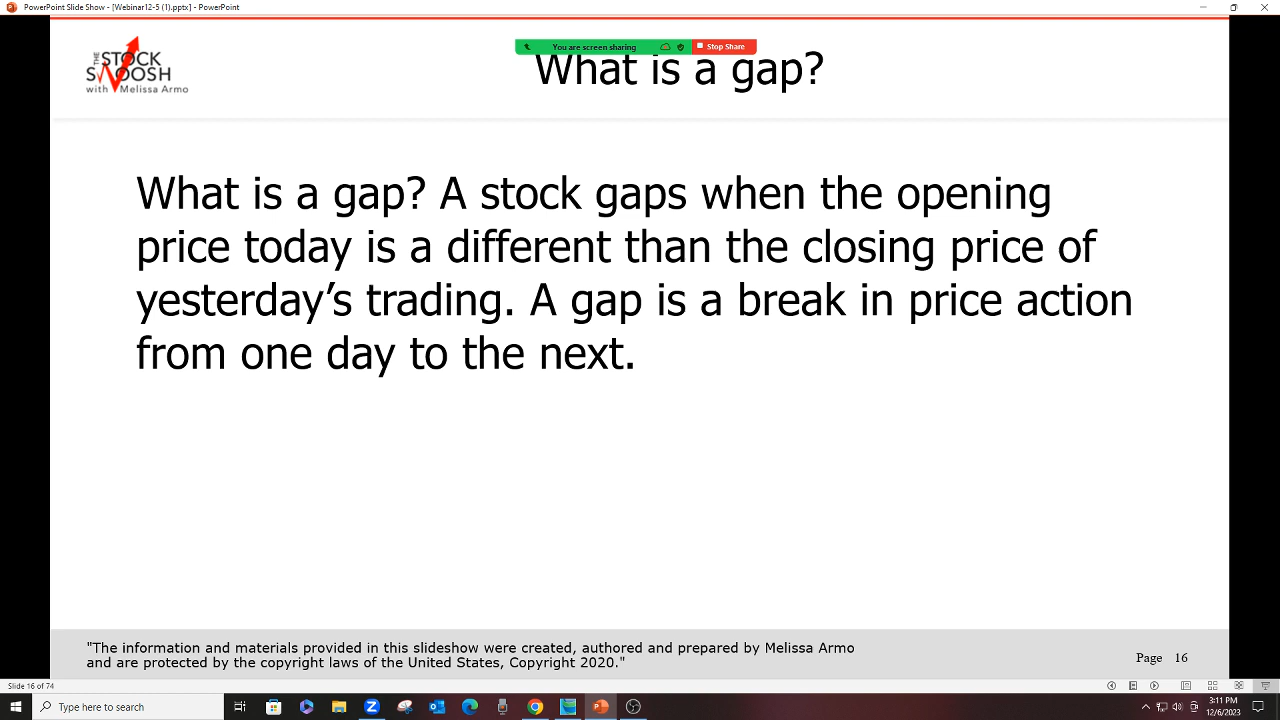 PowerPoint Slide Show - [Webinar12-5 (1).pptx] - PowerPoint
You are screen sharing
Stop Share
THE STOCK
SWOOSH
with Melissa Armo
What is a gap?
What is a gap? A stock gaps when the opening
price today is a different than the closing price of
yesterday’s trading. A gap is a break in price action
from one day to the next.
"The information and materials provided in this slideshow were created, authored and prepared by Melissa Armo
and are protected by the copyright laws of the United States, Copyright 2020."
Page 16
Slide 16 of 74
Type here to search
3:11 PM
12/6/2023